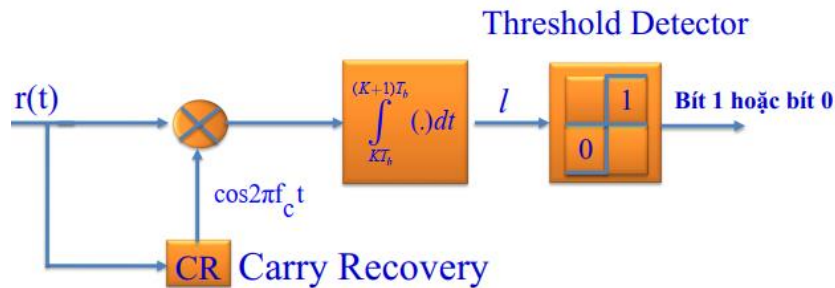 Threshold Detector
r(t)
(K+1)T_b
∫ (.)dt
KT_b
l
1
0
Bít 1 hoặc bít 0
cos2πf_c t
CR
Carry Recovery